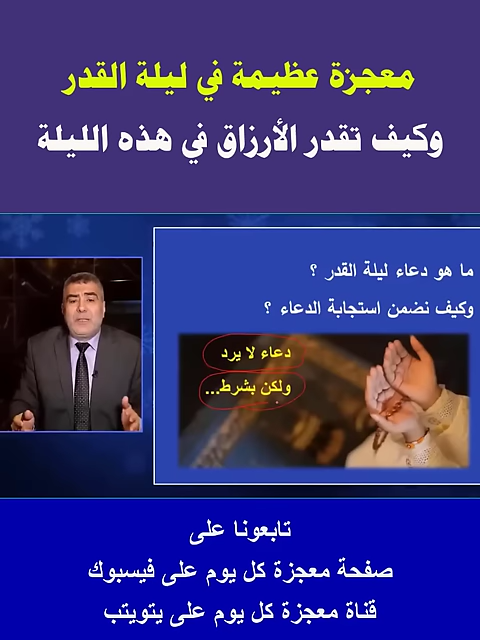 معجزة عظيمة في ليلة القدر
وكيف تقدر الأرزاق في هذه الليلة
ما هو دعاء ليلة القدر ؟
وكيف نضمن استجابة الدعاء ؟
دعاء لا يرد
ولكن بشرط...
تابعونا على
صفحة معجزة كل يوم على فيسبوك
قناة معجزة كل يوم على يتويتب